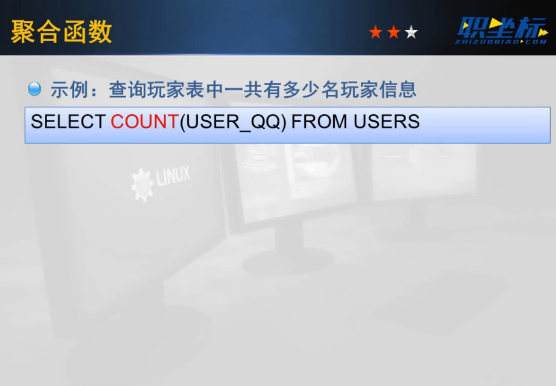 聚合函数
职坐标
ZHIZUOBIAO.COM
示例：查询玩家表中一共有多少名玩家信息
SELECT COUNT(USER_QQ) FROM USERS
LINUX